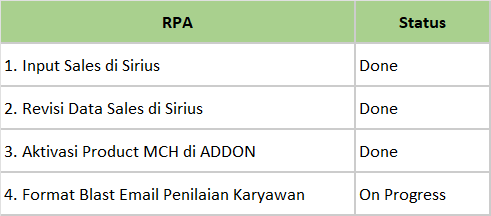 RPA Status
1. Input Sales di Sirius Done
2. Revisi Data Sales di Sirius Done
3. Aktivasi Product MCH di ADDON Done
4. Format Blast Email Penilaian Karyawan On Progress